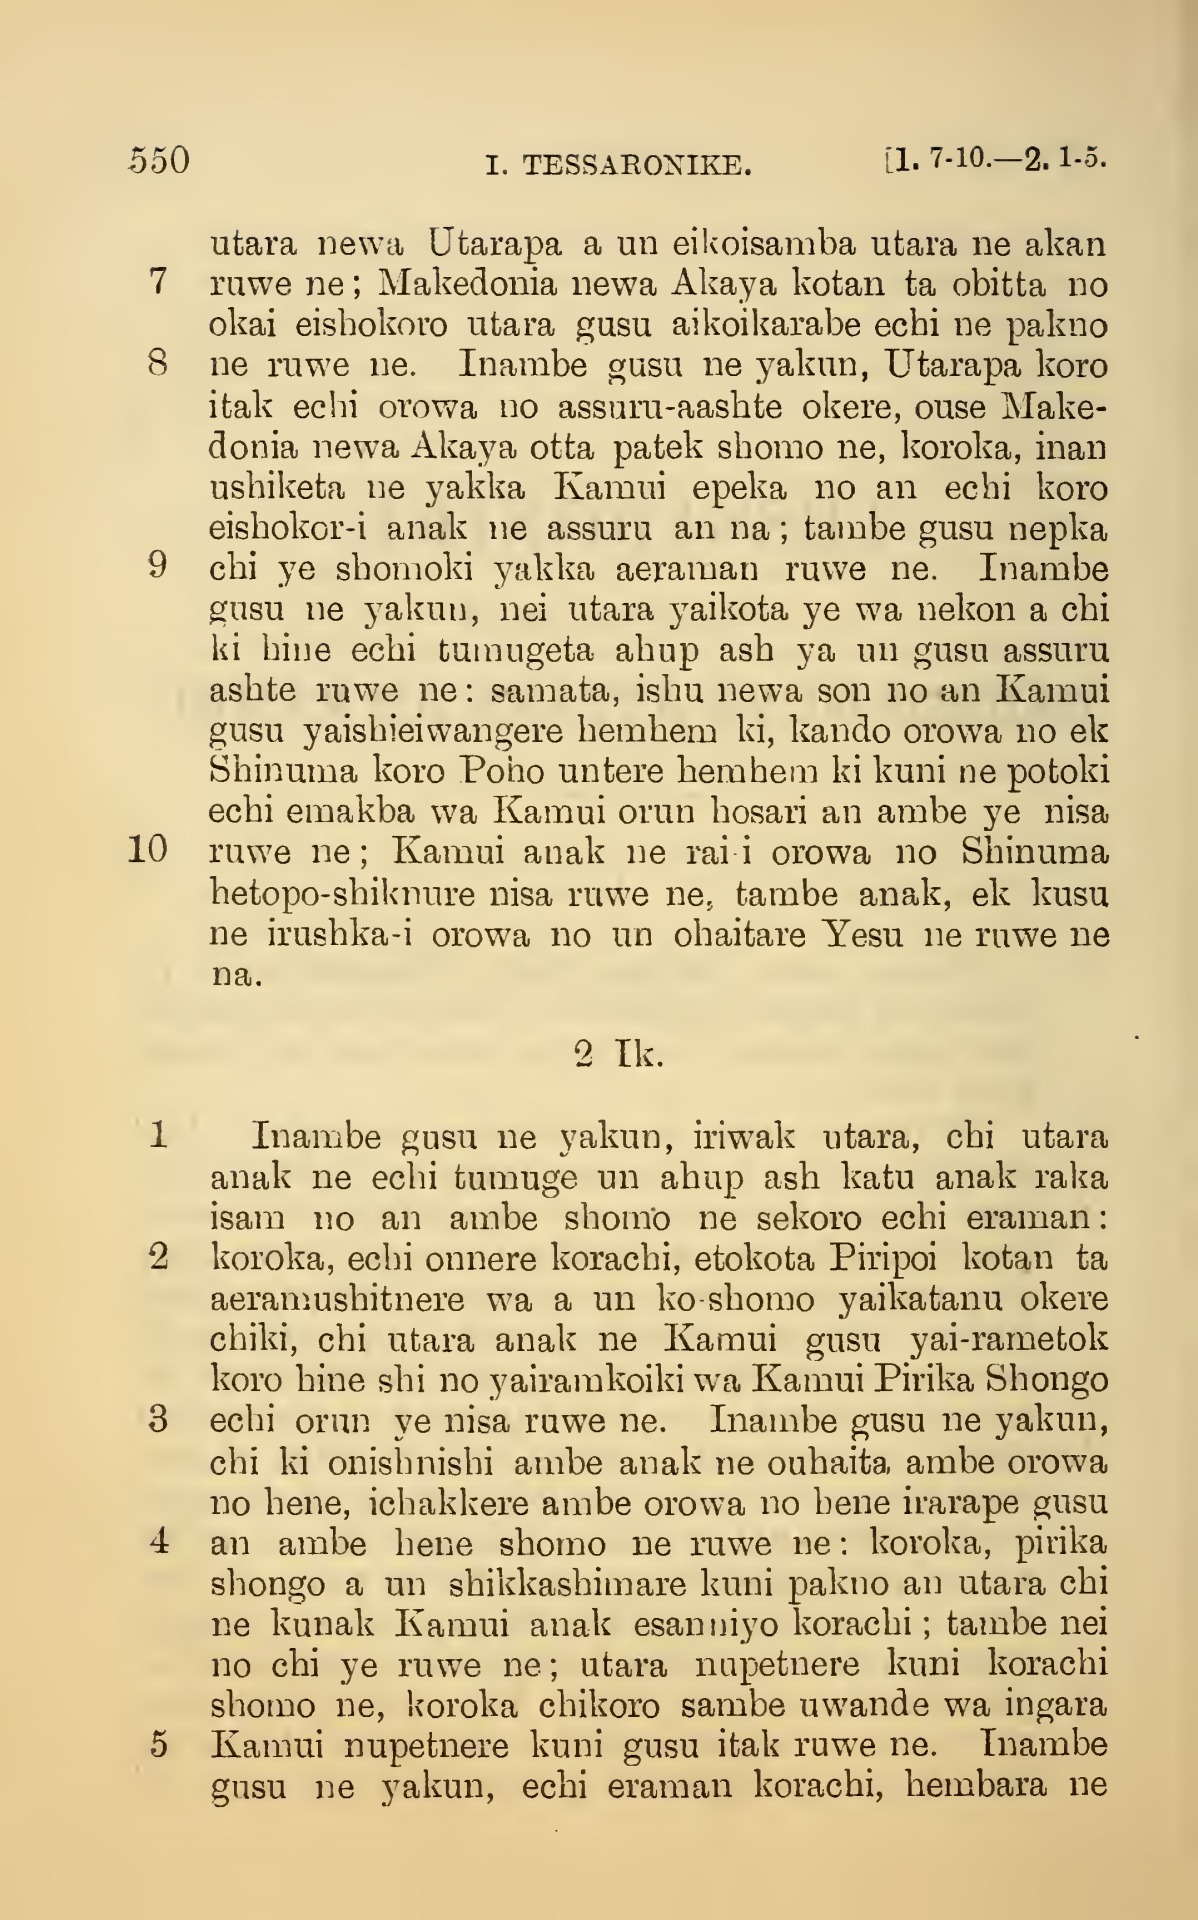 550 I. TESSARONIKE. [1. 7-10.—2. 1-5.
utara newa Utarapa a un eikoisamba utara ne akan
7 ruwe ne; Makedonia newa Akaya kotan ta obitta no
okai eishokoro utara gusu aikoikarabe echi ne pakno
8 ne ruwe ne. Inambe gusu ne yakun, Utarapa koro
itak echi orowa no assuru-aashte okere, ouse Make-
donia newa Akaya otta patek shomo ne, koroka, inan
ushiketa ne yakka Kamui epeka no an echi koro
eishokor-i anak ne assuru an na; tambe gusu nepka
9 chi ye shomoki yakka aeraman ruwe ne. Inambe
gusu ne yakun, nei utara yaikota ye wa nekon a chi
ki hine echi tumugeta ahup ash ya un gusu assuru
ashte ruwe ne: samata, ishu newa son no an Kamui
gusu yaishieiwangere hemhem ki, kando orowa no ek
Shinuma koro Poho untere hemhem ki kuni ne potoki
echi emakba wa Kamui orun hosari an ambe ye nisa
10 ruwe ne; Kamui anak ne rai-i orowa no Shinuma
hetopo-shiknure nisa ruwe ne, tambe anak, ek kusu
ne irushka-i orowa no un ohaitare Yesu ne ruwe ne
na.
2 Ik.
1 Inambe gusu ne yakun, iriwak utara, chi utara
anak ne echi tumuge un ahup ash katu anak raka
isam no an ambe shomo ne sekoro echi eraman:
2 koroka, echi onnere korachi, etokota Piripoi kotan ta
aeramushitnere wa a un ko-shomo yaikatanu okere
chiki, chi utara anak ne Kamui gusu yai-rametok
koro hine shi no yairamkoiki wa Kamui Pirika Shongo
3 echi orun ye nisa ruwe ne. Inambe gusu ne yakun,
chi ki onishnishi ambe anak ne ouhaita ambe orowa
no hene, ichakkere ambe orowa no hene irarape gusu
4 an ambe hene shomo ne ruwe ne: koroka, pirika
shongo a un shikkashimare kuni pakno an utara chi
ne kunak Kamui anak esanniyo korachi; tambe nei
no chi ye ruwe ne; utara nupetnere kuni korachi
shomo ne, koroka chikoro sambe uwande wa ingara
5 Kamui nupetnere kuni gusu itak ruwe ne. Inambe
gusu ne yakun, echi eraman korachi, hembara ne